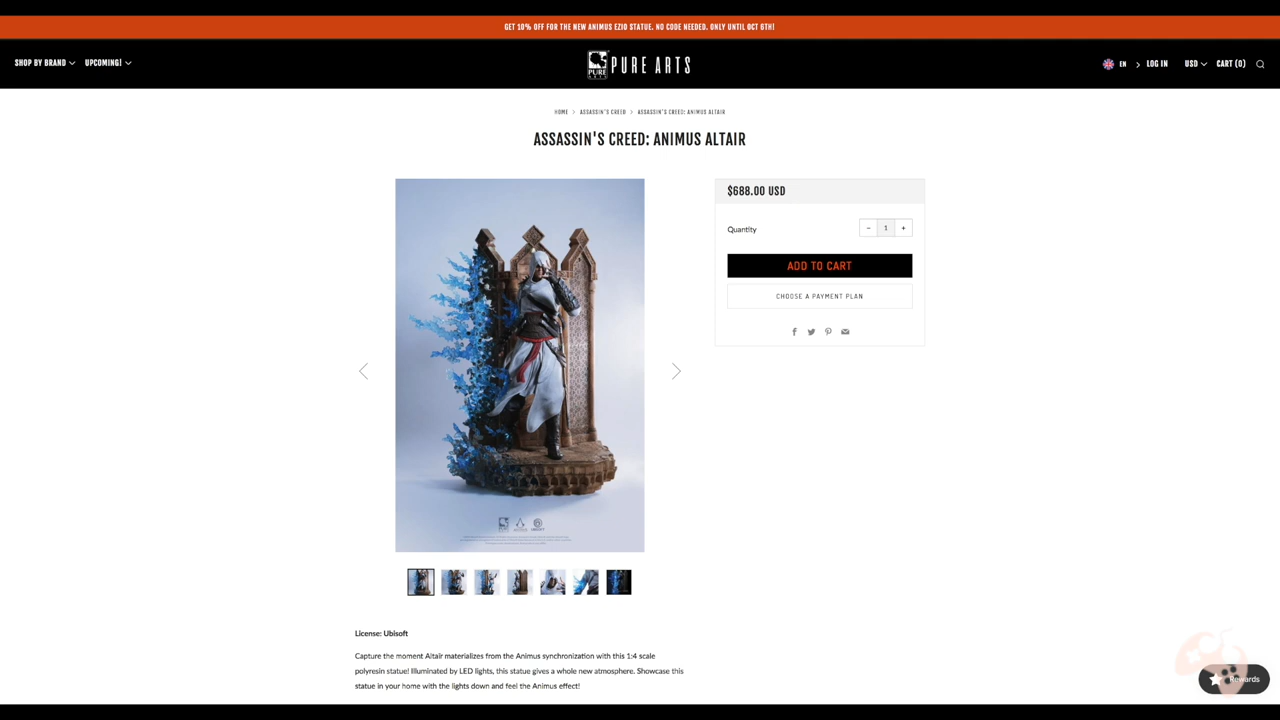 GET 10% OFF FOR THE NEW ANIMUS EZIO STATUE. NO CODE NEEDED. ONLY UNTIL OCT 6TH!
SHOP BY BRAND UPCOMING! PURE ARTS PURE ARTS EN LOG IN USD CART (0)
HOME > ASSASSIN'S CREED > ASSASSIN'S CREED: ANIMUS ALTAIR
ASSASSIN'S CREED: ANIMUS ALTAIR
$688.00 USD
Quantity − 1 +
ADD TO CART
CHOOSE A PAYMENT PLAN
License: Ubisoft
Capture the moment Altaïr materializes from the Animus synchronization with this 1:4 scale
polyresin statue! Illuminated by LED lights, this statue gives a whole new atmosphere. Showcase this
statue in your home with the lights down and feel the Animus effect!
Rewards